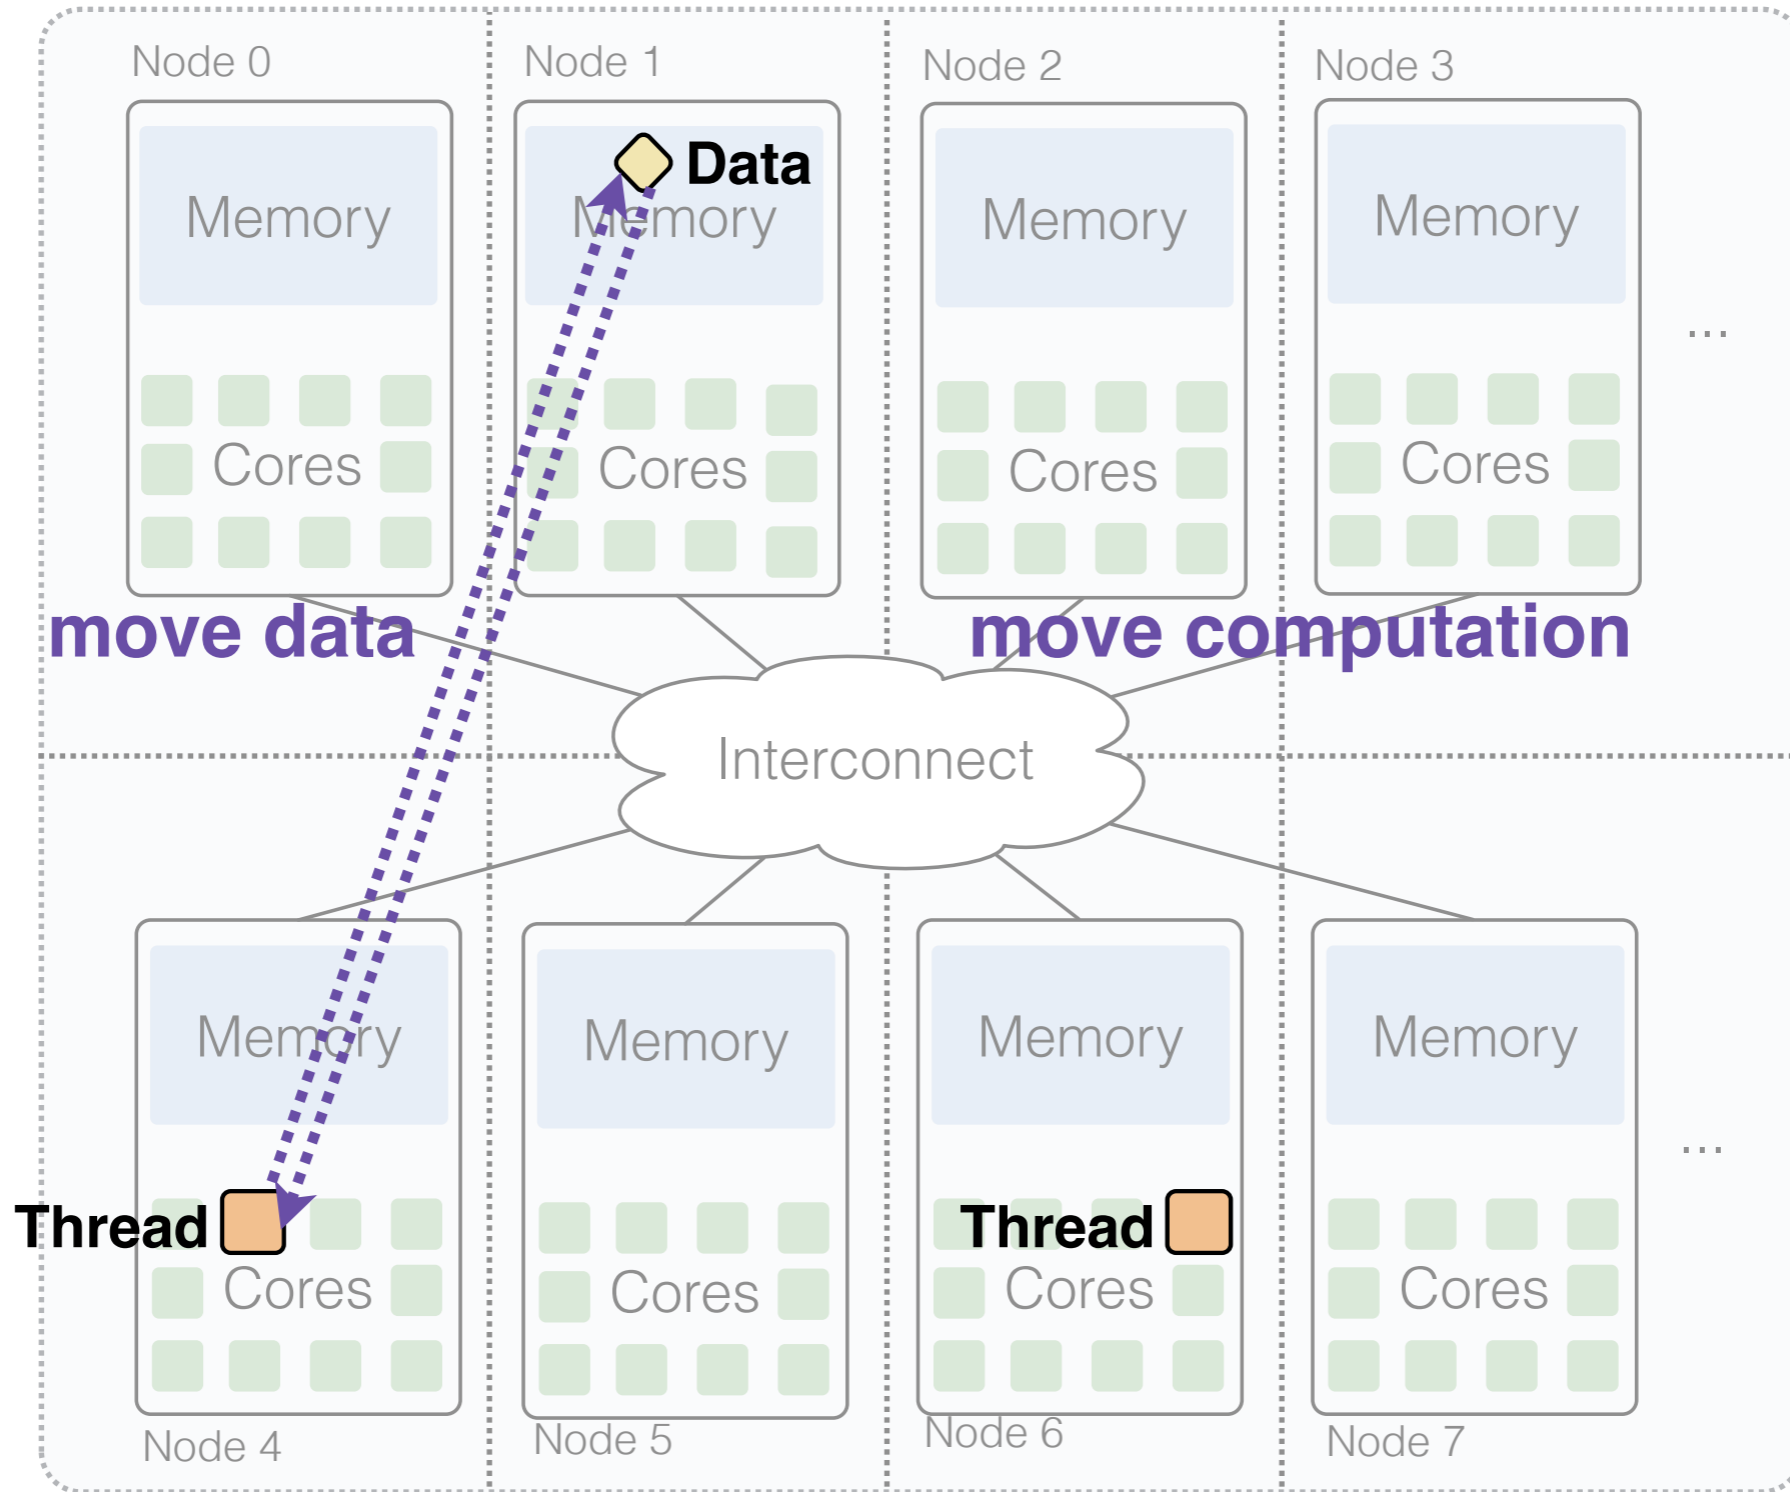 Node 0
Node 1
Node 2
Node 3
Data
Memory
Memory
Memory
Memory
...
Cores
Cores
Cores
Cores
move data
move computation
Interconnect
Memory
Memory
Memory
Memory
...
Thread
Thread
Cores
Cores
Cores
Cores
Node 4
Node 5
Node 6
Node 7